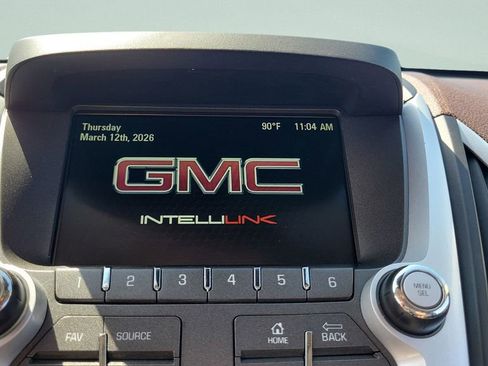 Thursday 90°F 11:04 AM
March 12th, 2026
GMC
INTELLILINK
1 2 3 4 5 6
MENU
SEL
FAV SOURCE HOME BACK